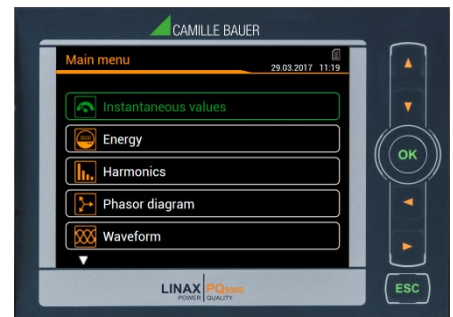 CAMILLE BAUER
Main menu
29.03.2017 11:19
Instantaneous values
Energy
Harmonics
Phasor diagram
Waveform
OK
ESC
LINAX PQ5000
POWER QUALITY